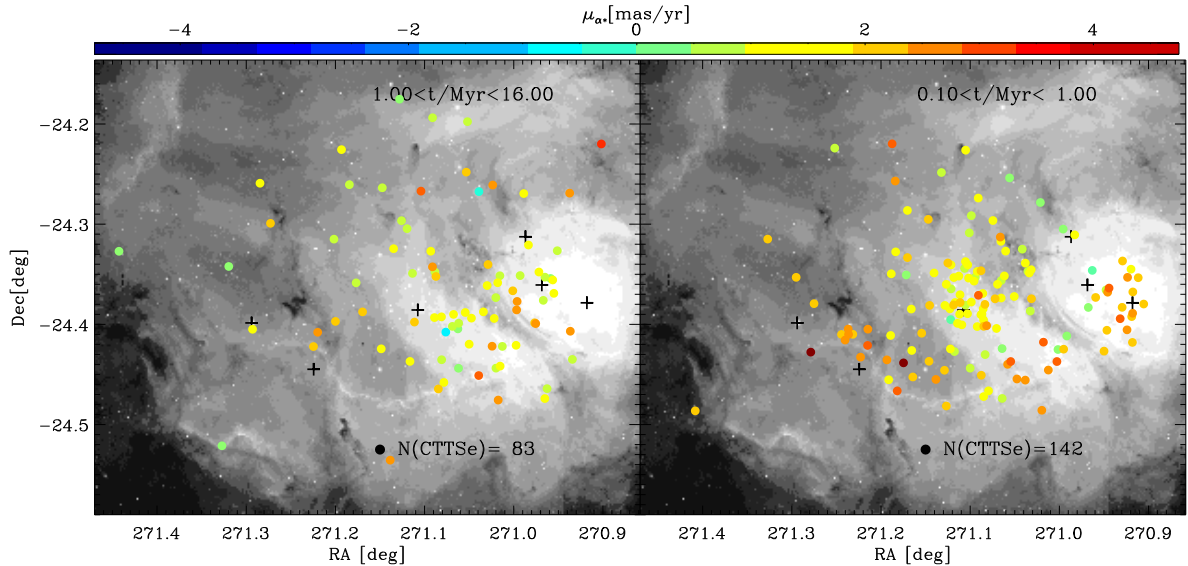 μα*[mas/yr]
−4 −2 0 2 4
1.00<t/Myr<16.00 0.10<t/Myr< 1.00
−24.2
−24.3
Dec[deg]
−24.4
−24.5
N(CTTSe)= 83 N(CTTSe)=142
271.4 271.3 271.2 271.1 271.0 270.9 271.4 271.3 271.2 271.1 271.0 270.9
RA [deg] RA [deg]